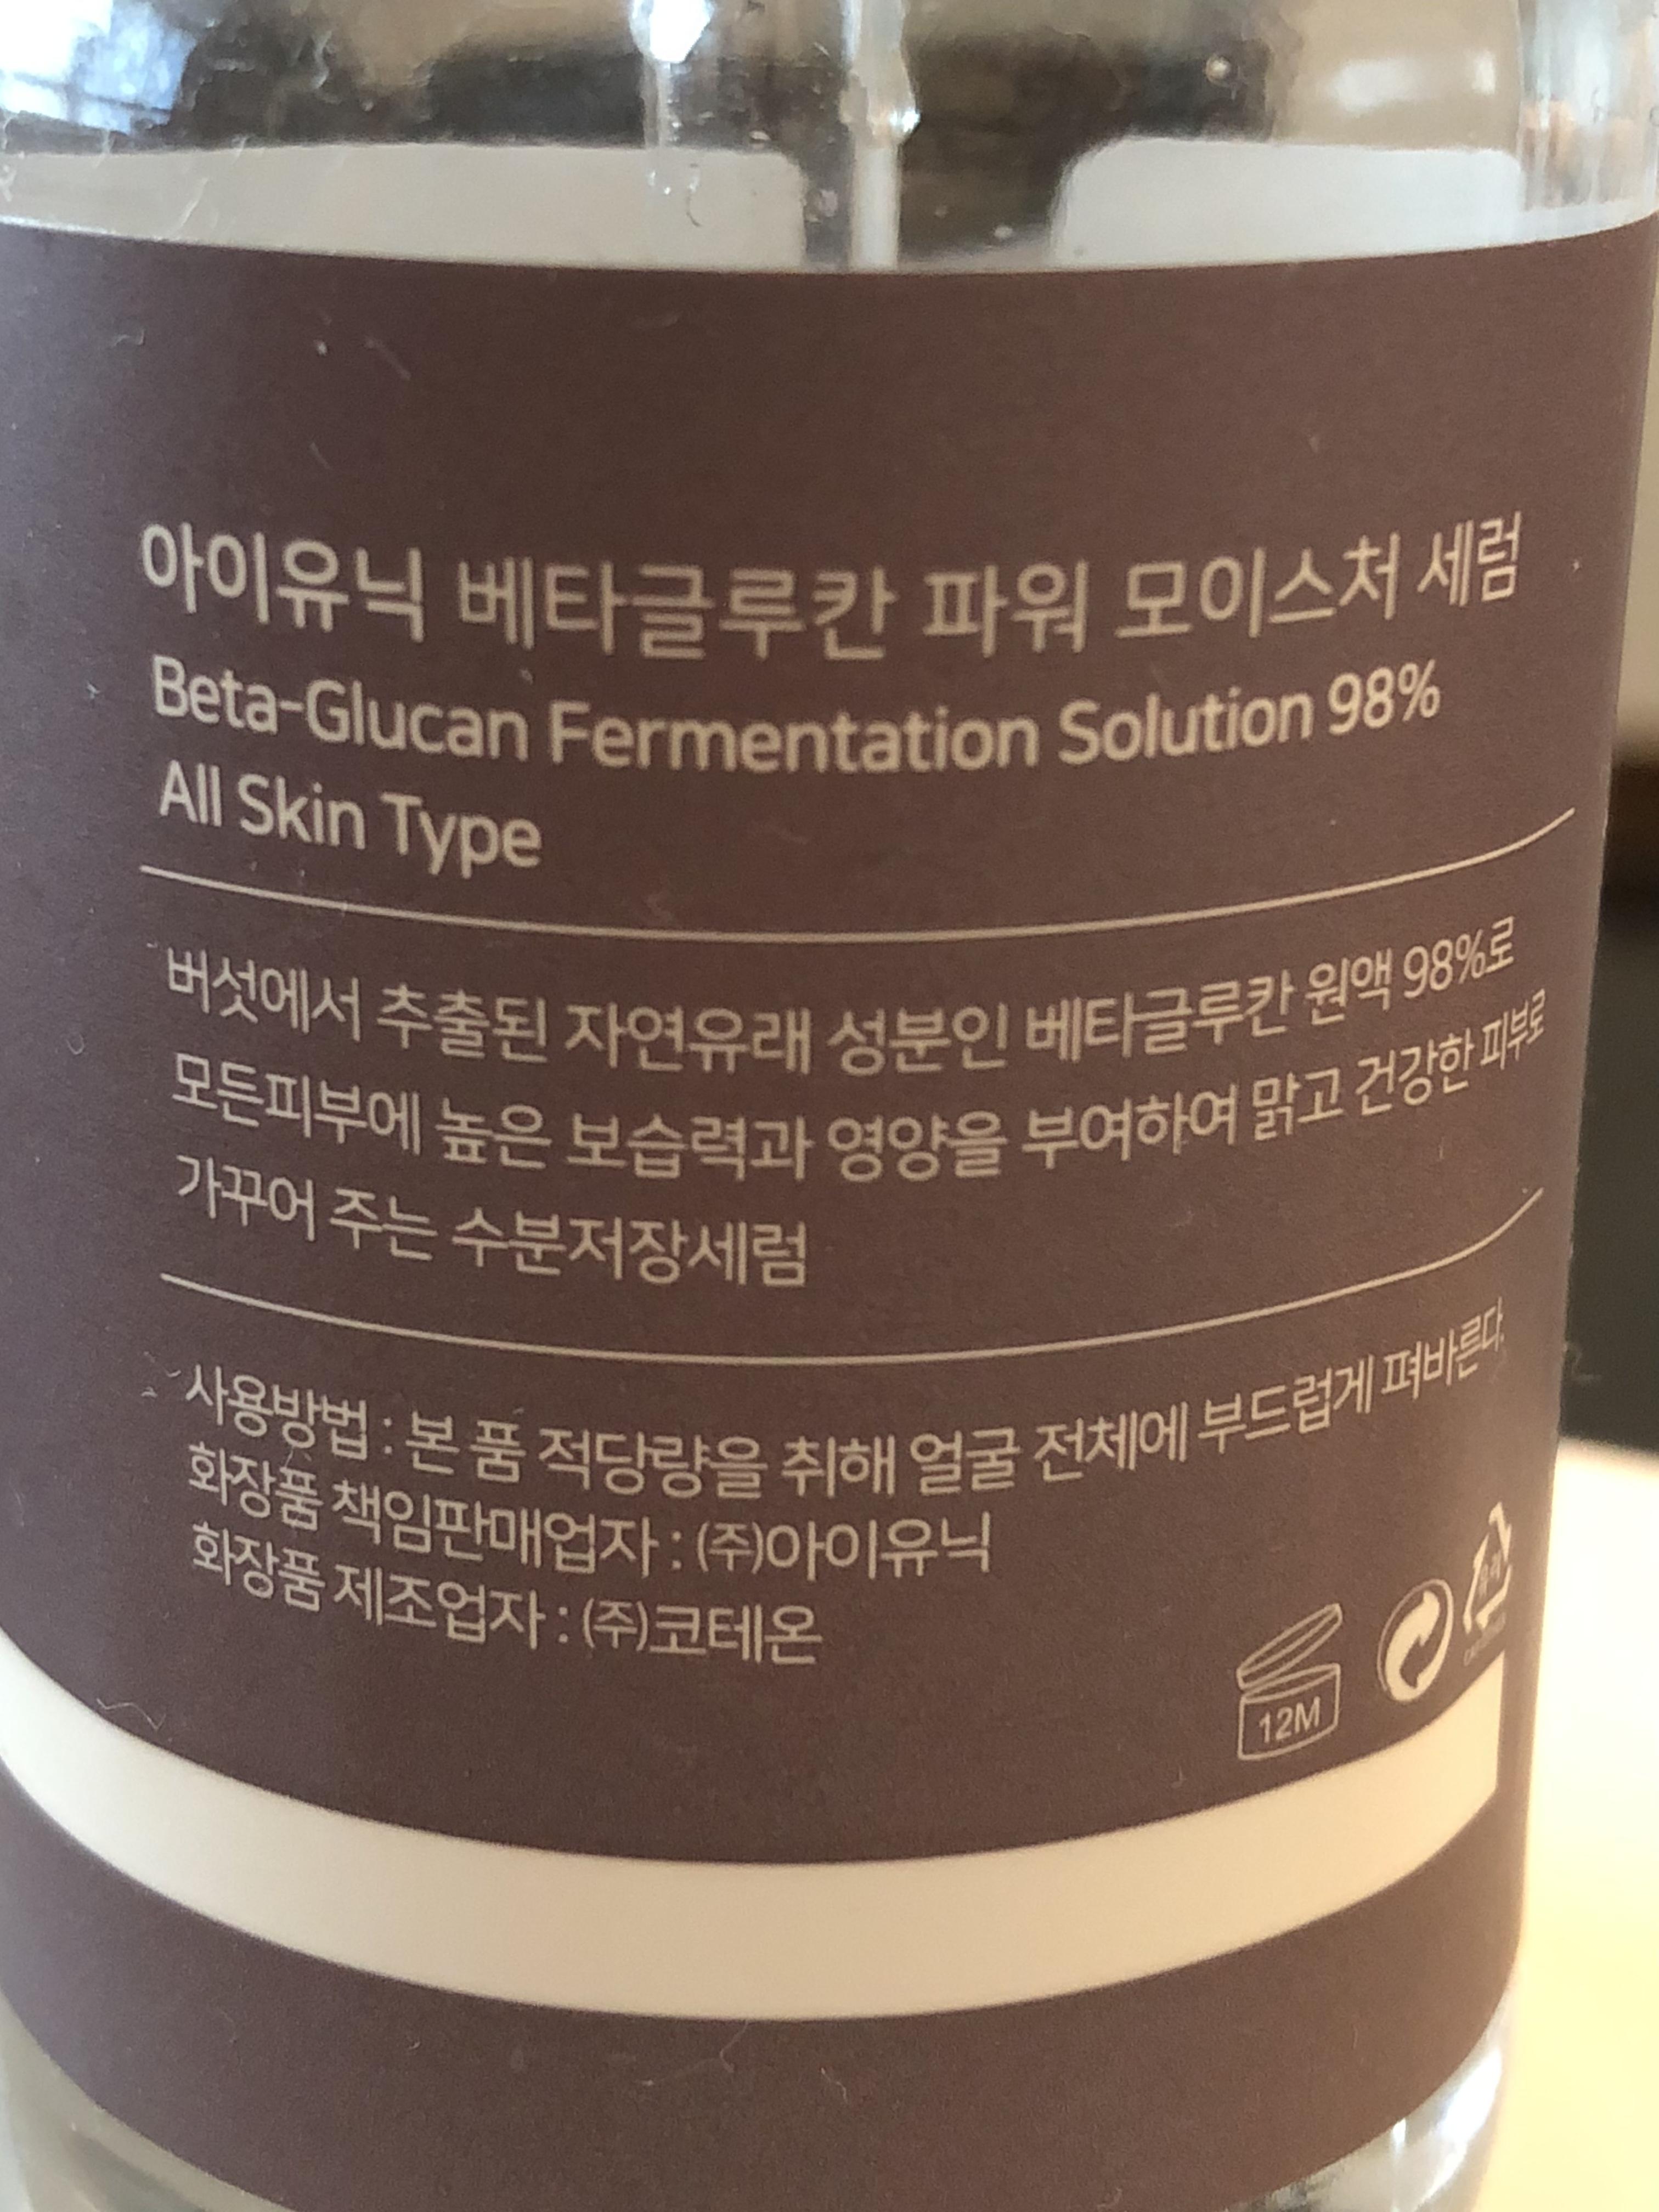 아이유닉 베타글루칸 파워 모이스처 세럼
Beta-Glucan Fermentation Solution 98%
All Skin Type
버섯에서 추출된 자연유래 성분인 베타글루칸 원액 98%로
모든피부에 높은 보습력과 영양을 부여하여 맑고 건강한 피부로
가꾸어 주는 수분저장세럼
사용방법 : 본 품 적당량을 취해 얼굴 전체에 부드럽게 펴바른다.
화장품 책임판매업자 : ㈜아이유닉
화장품 제조업자 : ㈜코테온
12M